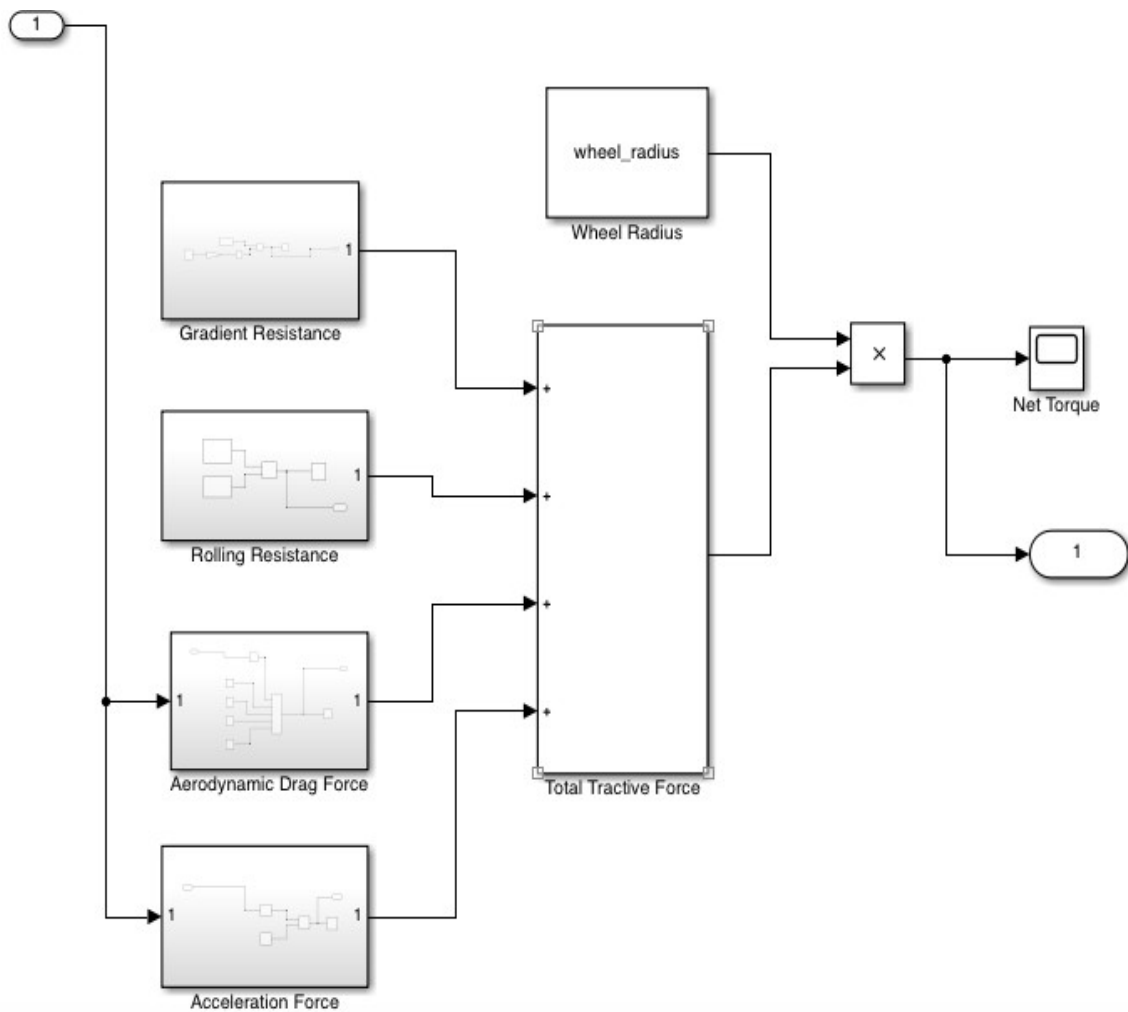 1
wheel_radius
Wheel Radius
1
Gradient Resistance
+
×
Net Torque
1
Rolling Resistance
+
1
1
1
+
Aerodynamic Drag Force
Total Tractive Force
+
1
1
Acceleration Force